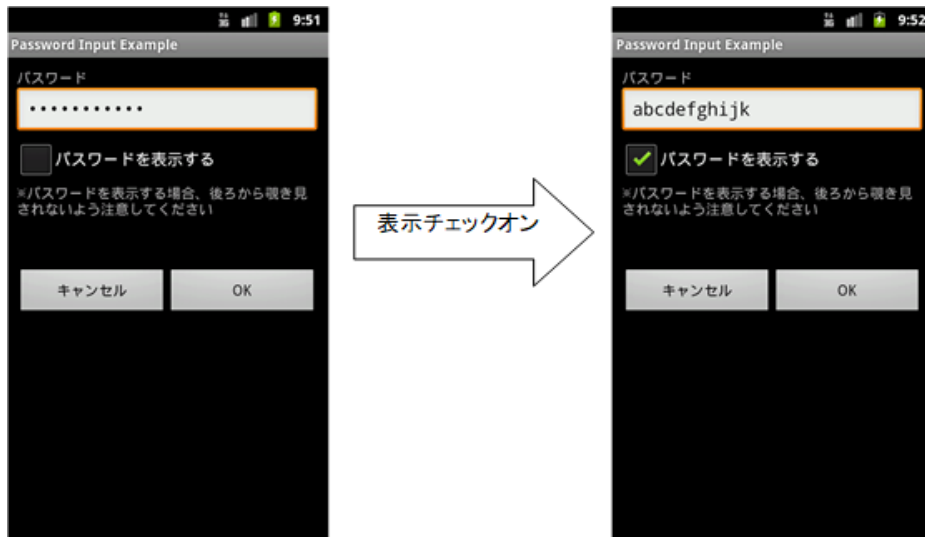 9:51
Password Input Example
パスワード
•••••••••••
パスワードを表示する
※パスワードを表示する場合、後ろから覗き見
されないよう注意してください
キャンセル OK
表示チェックオン
9:52
Password Input Example
パスワード
abcdefghijk
パスワードを表示する
※パスワードを表示する場合、後ろから覗き見
されないよう注意してください
キャンセル OK